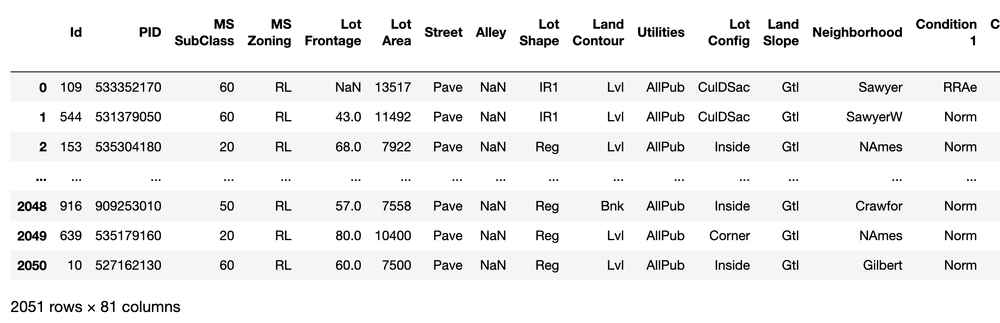 Id PID MS SubClass MS Zoning Lot Frontage Lot Area Street Alley Lot Shape Land Contour Utilities Lot Config Land Slope Neighborhood Condition 1 C
0 109 533352170 60 RL NaN 13517 Pave NaN IR1 Lvl AllPub CulDSac Gtl Sawyer RRAe
1 544 531379050 60 RL 43.0 11492 Pave NaN IR1 Lvl AllPub CulDSac Gtl SawyerW Norm
2 153 535304180 20 RL 68.0 7922 Pave NaN Reg Lvl AllPub Inside Gtl NAmes Norm
... ... ... ... ... ... ... ... ... ... ... ... ... ... ... ...
2048 916 909253010 50 RL 57.0 7558 Pave NaN Reg Bnk AllPub Inside Gtl Crawfor Norm
2049 639 535179160 20 RL 80.0 10400 Pave NaN Reg Lvl AllPub Corner Gtl NAmes Norm
2050 10 527162130 60 RL 60.0 7500 Pave NaN Reg Lvl AllPub Inside Gtl Gilbert Norm
2051 rows × 81 columns